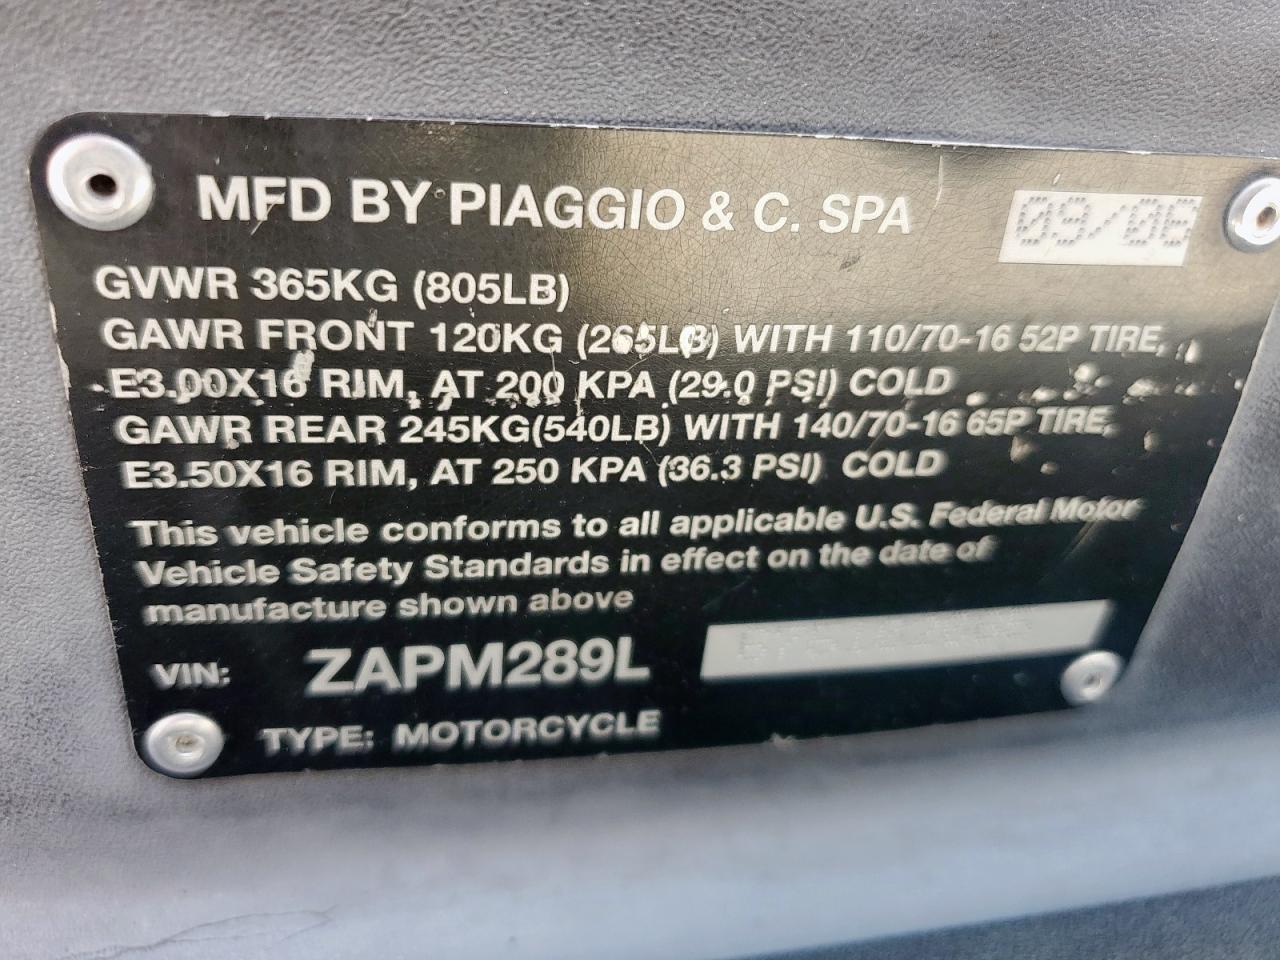 MFD BY PIAGGIO & C. SPA 09/06
GVWR 365KG (805LB)
GAWR FRONT 120KG (265LB) WITH 110/70-16 52P TIRE,
E3.00X16 RIM, AT 200 KPA (29.0 PSI) COLD
GAWR REAR 245KG(540LB) WITH 140/70-16 65P TIRE,
E3.50X16 RIM, AT 250 KPA (36.3 PSI) COLD
This vehicle conforms to all applicable U.S. Federal Motor
Vehicle Safety Standards in effect on the date of
manufacture shown above
VIN: ZAPM289L
TYPE: MOTORCYCLE